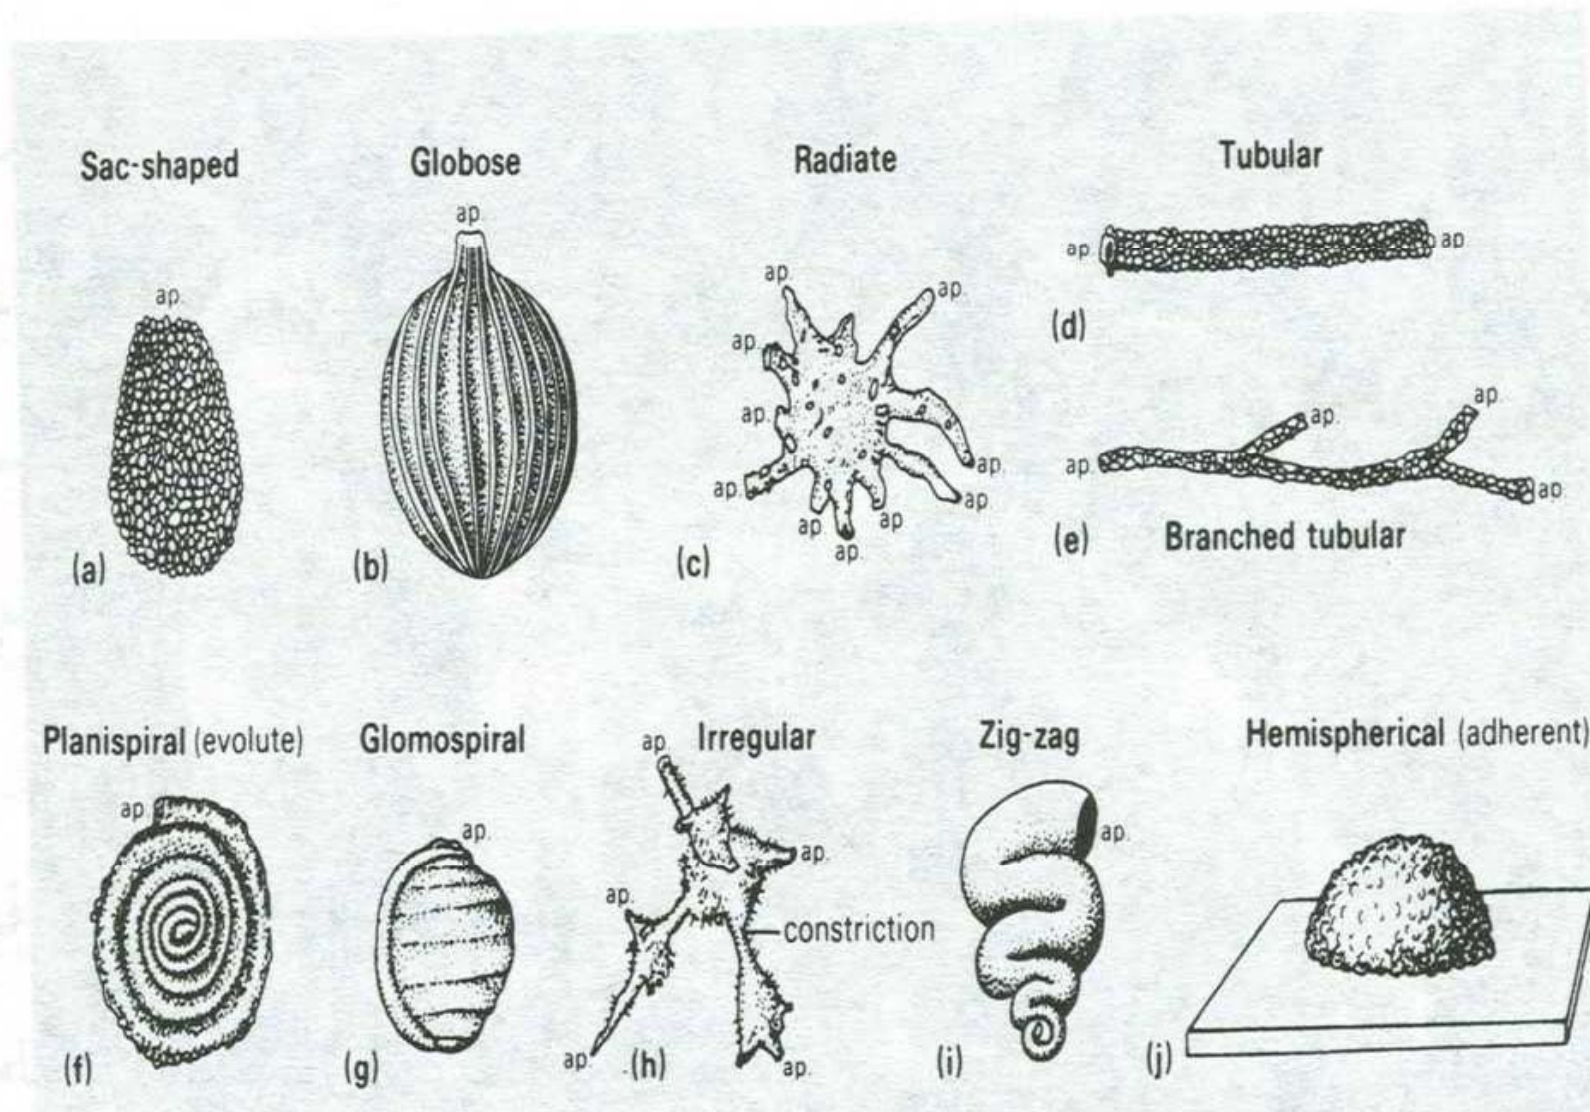 Sac-shaped
Globose
Radiate
Tubular
ap.
ap.
ap.
ap.
ap.
ap.
ap.
ap.
ap
ap
ap
ap.
ap.
ap
(a)
(b)
(c)
(d)
ap.
ap.
ap.
ap.
(e)
Branched tubular
Planispiral (evolute)
Glomospiral
Irregular
Zig-zag
Hemispherical (adherent)
ap
ap.
ap
ap.
ap.
constriction
ap.
ap.
ap.
(f)
(g)
(h)
(i)
(j)